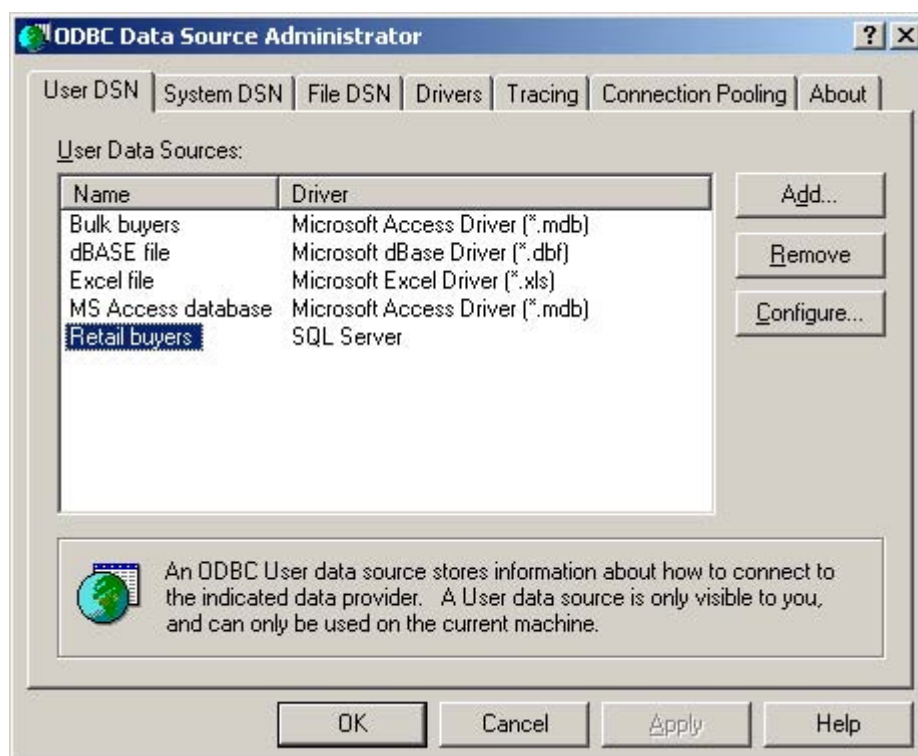 ODBC Data Source Administrator
? X
User DSN System DSN File DSN Drivers Tracing Connection Pooling About
User Data Sources:
Name Driver
Bulk buyers Microsoft Access Driver (*.mdb)
dBASE file Microsoft dBase Driver (*.dbf)
Excel file Microsoft Excel Driver (*.xls)
MS Access database Microsoft Access Driver (*.mdb)
Retail buyers SQL Server
Add...
Remove
Configure...
An ODBC User data source stores information about how to connect to
the indicated data provider. A User data source is only visible to you,
and can only be used on the current machine.
OK Cancel Apply Help